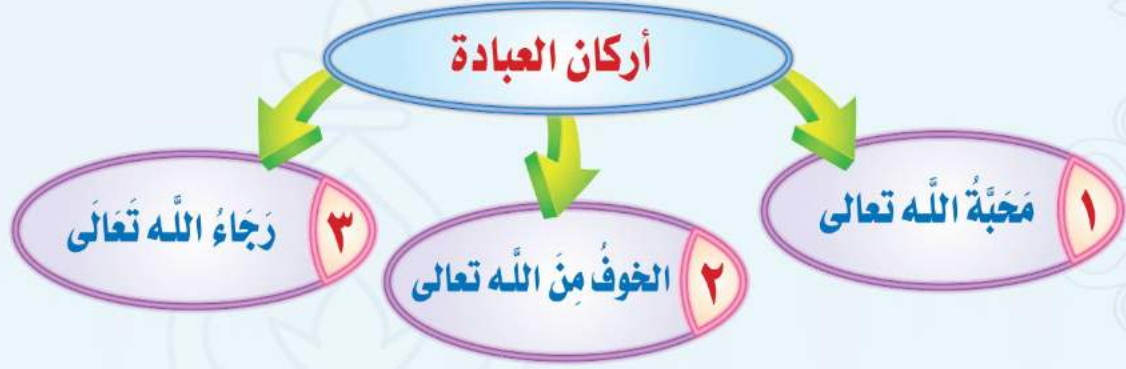 أركان العبادة
١ مَحَبَّةُ اللَّه تعالى
٢ الخوفُ مِنَ اللَّه تعالى
٣ رَجَاءُ اللَّه تَعَالَى